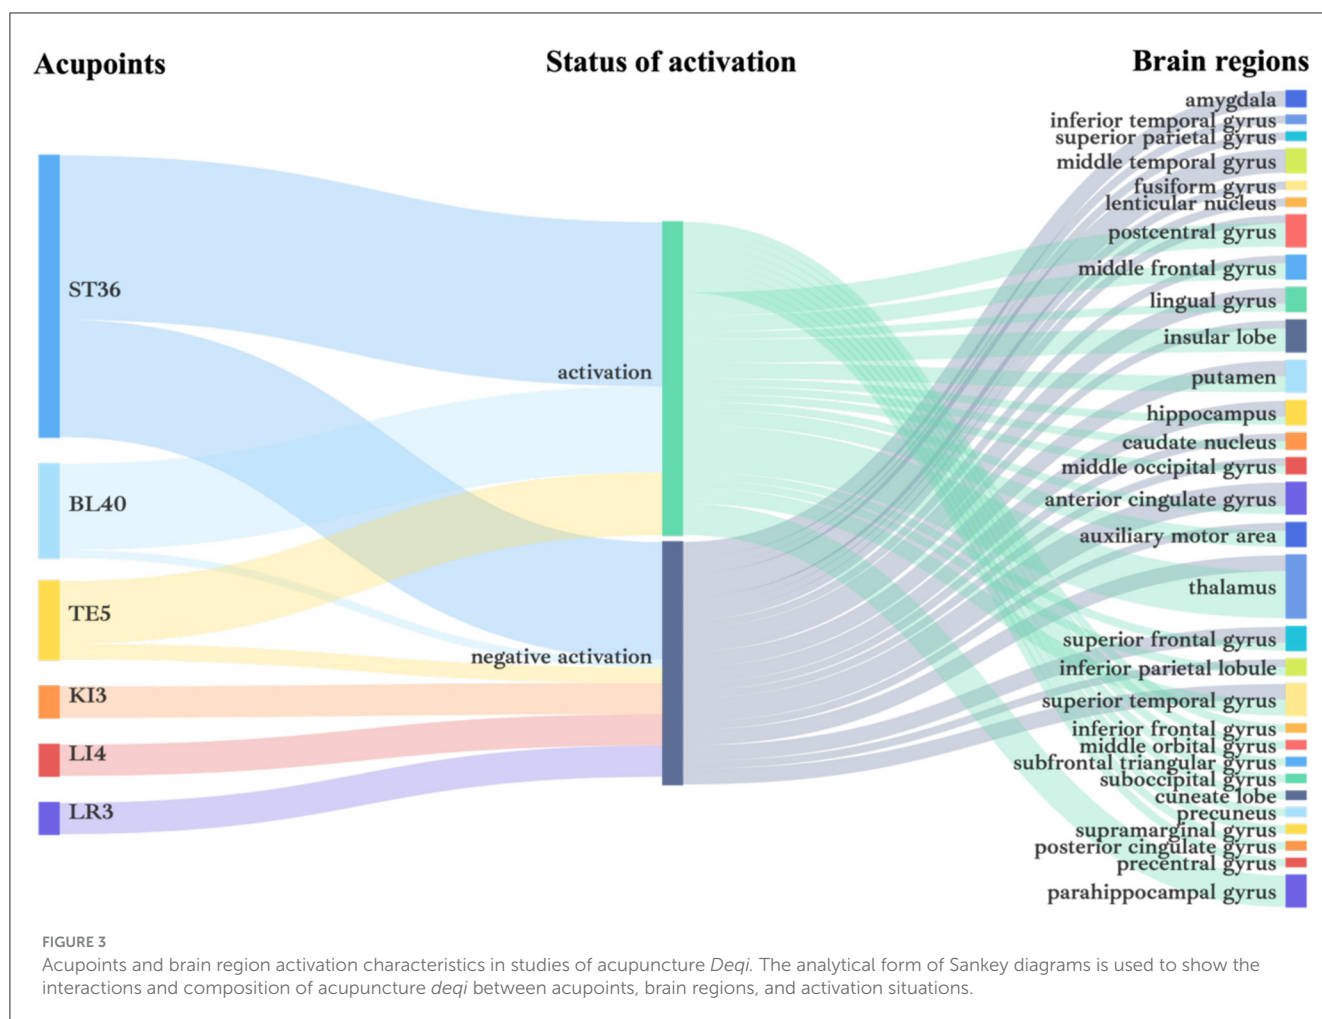 Acupoints
Status of activation
Brain regions
ST36
BL40
TE5
KI3
LI4
LR3
activation
negative activation
amygdala
inferior temporal gyrus
superior parietal gyrus
middle temporal gyrus
fusiform gyrus
lenticular nucleus
postcentral gyrus
middle frontal gyrus
lingual gyrus
insular lobe
putamen
hippocampus
caudate nucleus
middle occipital gyrus
anterior cingulate gyrus
auxiliary motor area
thalamus
superior frontal gyrus
inferior parietal lobule
superior temporal gyrus
inferior frontal gyrus
middle orbital gyrus
subfrontal triangular gyrus
suboccipital gyrus
cuneate lobe
precuneus
supramarginal gyrus
posterior cingulate gyrus
precentral gyrus
parahippocampal gyrus
FIGURE 3
Acupoints and brain region activation characteristics in studies of acupuncture Deqi. The analytical form of Sankey diagrams is used to show the
interactions and composition of acupuncture deqi between acupoints, brain regions, and activation situations.